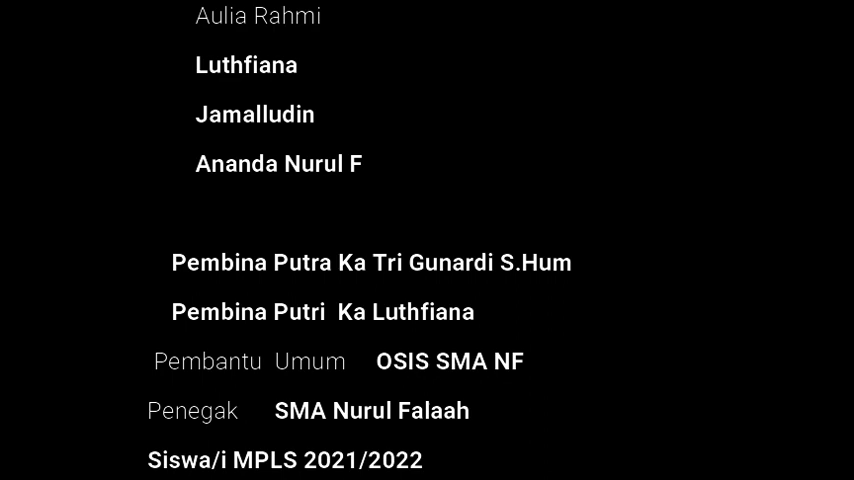 Aulia Rahmi
Luthfiana
Jamalludin
Ananda Nurul F
Pembina Putra Ka Tri Gunardi S.Hum
Pembina Putri Ka Luthfiana
Pembantu Umum OSIS SMA NF
Penegak SMA Nurul Falaah
Siswa/i MPLS 2021/2022